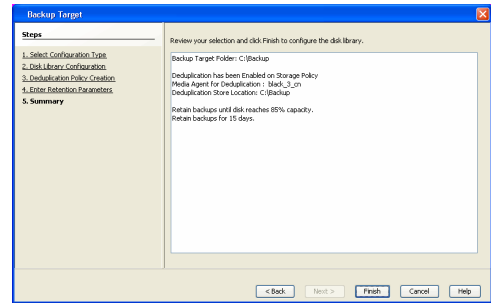 Backup Target
Steps
1. Select Configuration Type
2. Disk Library Configuration
3. Deduplication Policy Creation
4. Enter Retention Parameters
5. Summary
Review your selection and click Finish to configure the disk library.
Backup Target Folder: C:\Backup
Deduplication has been Enabled on Storage Policy
Media Agent for Deduplication : black_3_cn
Deduplication Store Location: C:\Backup
Retain backups until disk reaches 85% capacity.
Retain backups for 15 days.
< Back
Next >
Finish
Cancel
Help